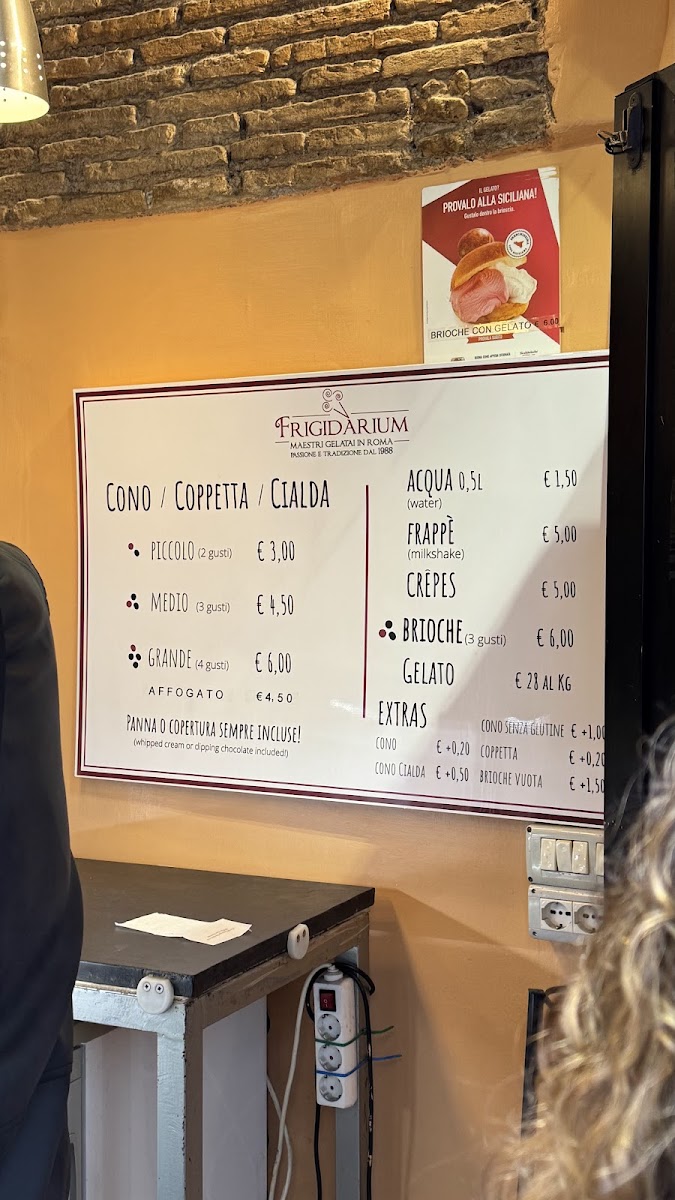 IL GELATO?
PROVALO ALLA SICILIANA!
Gustalo dentro la brioscia.
BRIOCHE CON GELATO € 6.00
FRIGIDARIUM
MAESTRI GELATAI IN ROMA
PASSIONE E TRADIZIONE DAL 1988
CONO / COPPETTA / CIALDA
PICCOLO (2 gusti) € 3,00
MEDIO (3 gusti) € 4,50
GRANDE (4 gusti) € 6,00
AFFOGATO €4,50
PANNA O COPERTURA SEMPRE INCLUSE!
(whipped cream or dipping chocolate included!)
ACQUA 0,5L € 1,50
(water)
FRAPPÈ € 5,00
(milkshake)
CRÊPES € 5,00
BRIOCHE (3 gusti) € 6,00
GELATO € 28 AL KG
EXTRAS
CONO € +0,20
CONO CIALDA € +0,50
CONO SENZA GLUTINE € +1,00
COPPETTA € +0,20
BRIOCHE VUOTA € +1,50